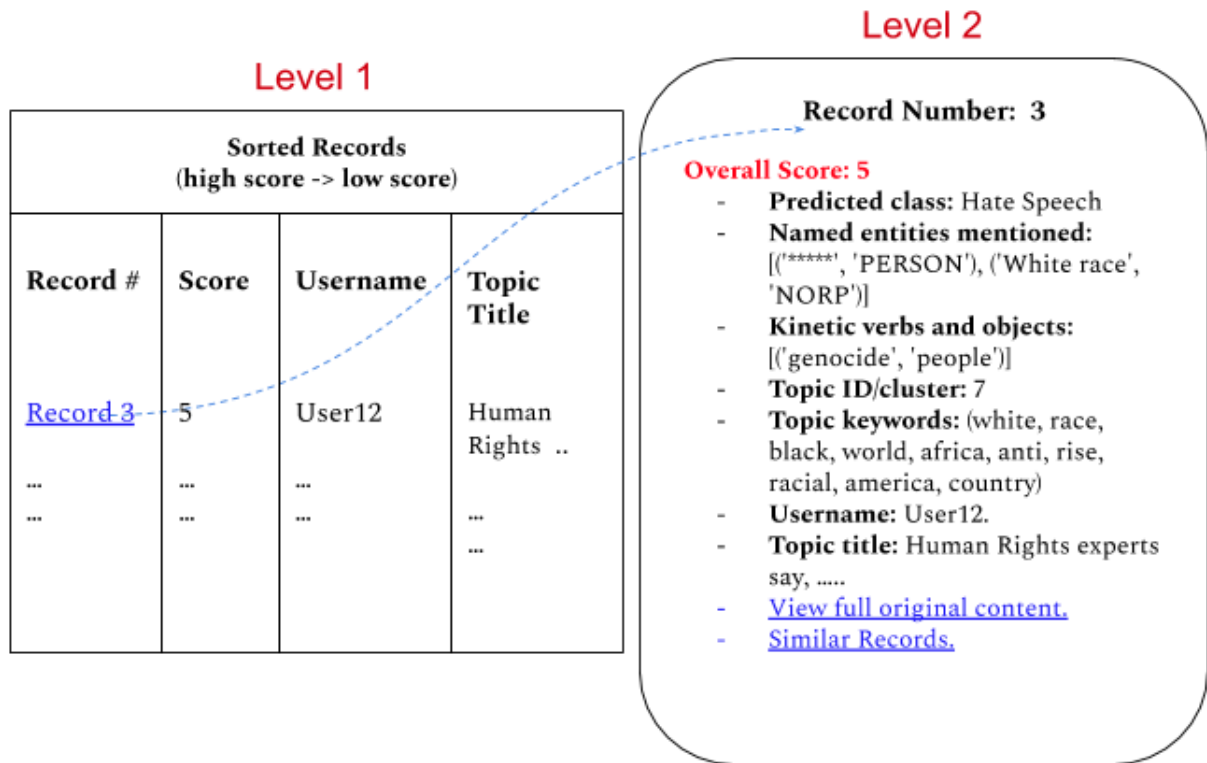 Level 1
Sorted Records
(high score -> low score)
Record #
Score
Username
Topic
Title
Record 3
5
User12
Human
Rights ..
...
...
...
...
...
...
...
...
Level 2
Record Number: 3
Overall Score: 5
- Predicted class: Hate Speech
- Named entities mentioned:
[('*****', 'PERSON'), ('White race',
'NORP')]
- Kinetic verbs and objects:
[('genocide', 'people')]
- Topic ID/cluster: 7
- Topic keywords: (white, race,
black, world, africa, anti, rise,
racial, america, country)
- Username: User12.
- Topic title: Human Rights experts
say, .....
- View full original content.
- Similar Records.